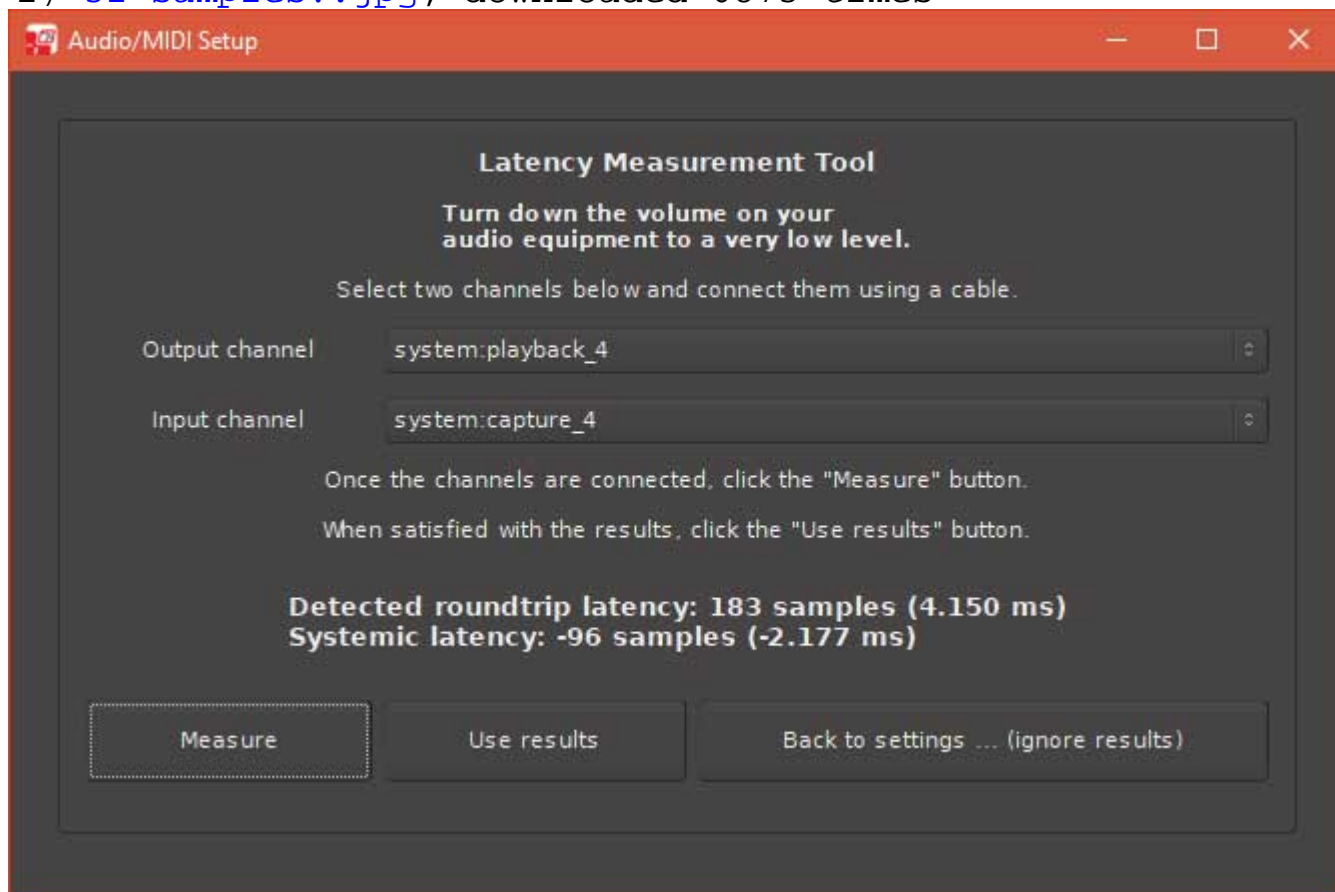 Audio/MIDI Setup
Latency Measurement Tool
Turn down the volume on your
audio equipment to a very low level.
Select two channels below and connect them using a cable.
Output channel system:playback_4
Input channel system:capture_4
Once the channels are connected, click the "Measure" button.
When satisfied with the results, click the "Use results" button.
Detected roundtrip latency: 183 samples (4.150 ms)
Systemic latency: -96 samples (-2.177 ms)
Measure Use results Back to settings ... (ignore results)